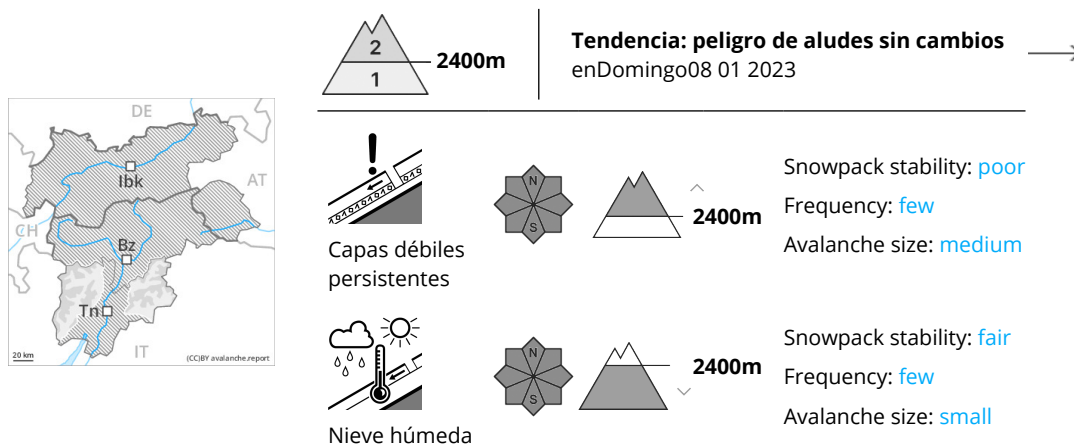 2
1
2400m
Tendencia: peligro de aludes sin cambios
enDomingo08 01 2023
DE
AT
CH
IT
Ibk
Bz
Tn
20 km
(CC)BY avalanche.report
N
S
2400m
Capas débiles
persistentes
Snowpack stability: poor
Frequency: few
Avalanche size: medium
N
S
2400m
Nieve húmeda
Snowpack stability: fair
Frequency: few
Avalanche size: small